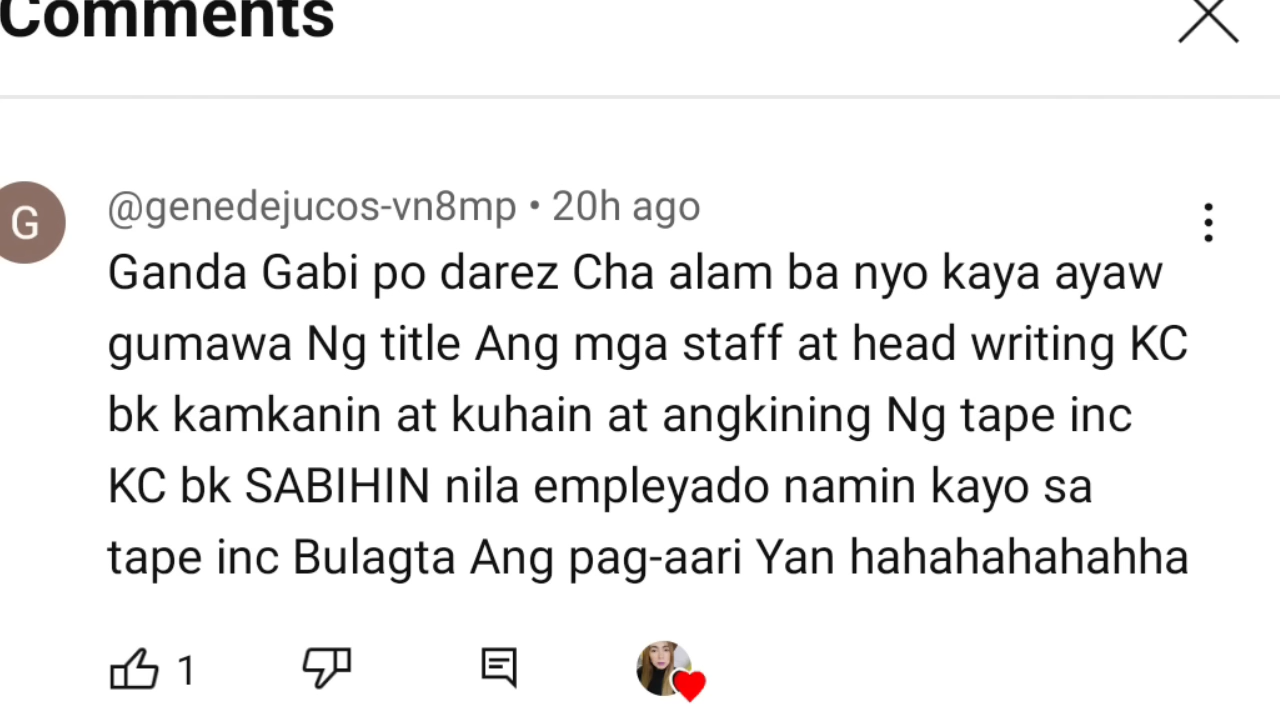 Comments
G
@genedejucos-vn8mp • 20h ago
Ganda Gabi po darez Cha alam ba nyo kaya ayaw
gumawa Ng title Ang mga staff at head writing KC
bk kamkanin at kuhain at angkining Ng tape inc
KC bk SABIHIN nila empleyado namin kayo sa
tape inc Bulagta Ang pag-aari Yan hahahahahahha
1